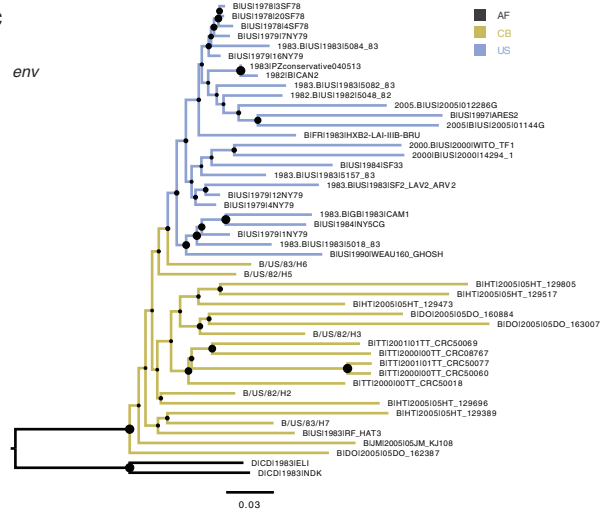 env
AF
CB
US
B|US|1978|3SF78
B|US|1978|20SF78
B|US|1978|4SF78
B|US|1979|7NY79
1983.B|US|1983|5084_83
B|US|1979|16NY79
1983|PZconservative040513
1982|B|CAN2
B|US|1983.B|US|1983|5082_83
1982.B|US|1982|5048_82
2005.B|US|2005|012286G
B|US|1997|ARES2
2005|B|US|2005|01144G
B|FR|1983|HXB2-LAI-IIIB-BRU
2000.B|US|2000|WITO_TF1
2000|B|US|2000|14294_1
B|US|1984|SF33
1983.B|US|1983|5157_83
1983.B|US|1983|SF2_LAV2_ARV2
B|US|1979|12NY79
B|US|1979|4NY79
1983.B|GB|1983|CAM1
B|US|1984|NY5CG
B|US|1979|1NY79
1983.B|US|1983|5018_83
B|US|1990|WEAU160_GHOSH
B/US/83/H6
B/US/82/H5
B|HT|2005|05HT_129805
B|HT|2005|05HT_129517
B|HT|2005|05HT_129473
B|DO|2005|05DO_160884
B|DO|2005|05DO_163007
B/US/82/H3
B|TT|2001|01TT_CRC50069
B|TT|2000|00TT_CRC08767
B|TT|2001|01TT_CRC50077
B|TT|2000|00TT_CRC50060
B|TT|2000|00TT_CRC50018
B/US/82/H2
B|HT|2005|05HT_129696
B|HT|2005|05HT_129389
B/US/83/H7
B|US|1983|RF_HAT3
B|JM|2005|05JM_KJ108
B|DO|2005|05DO_162387
D|CD|1983|ELI
D|CD|1983|NDK
0.03